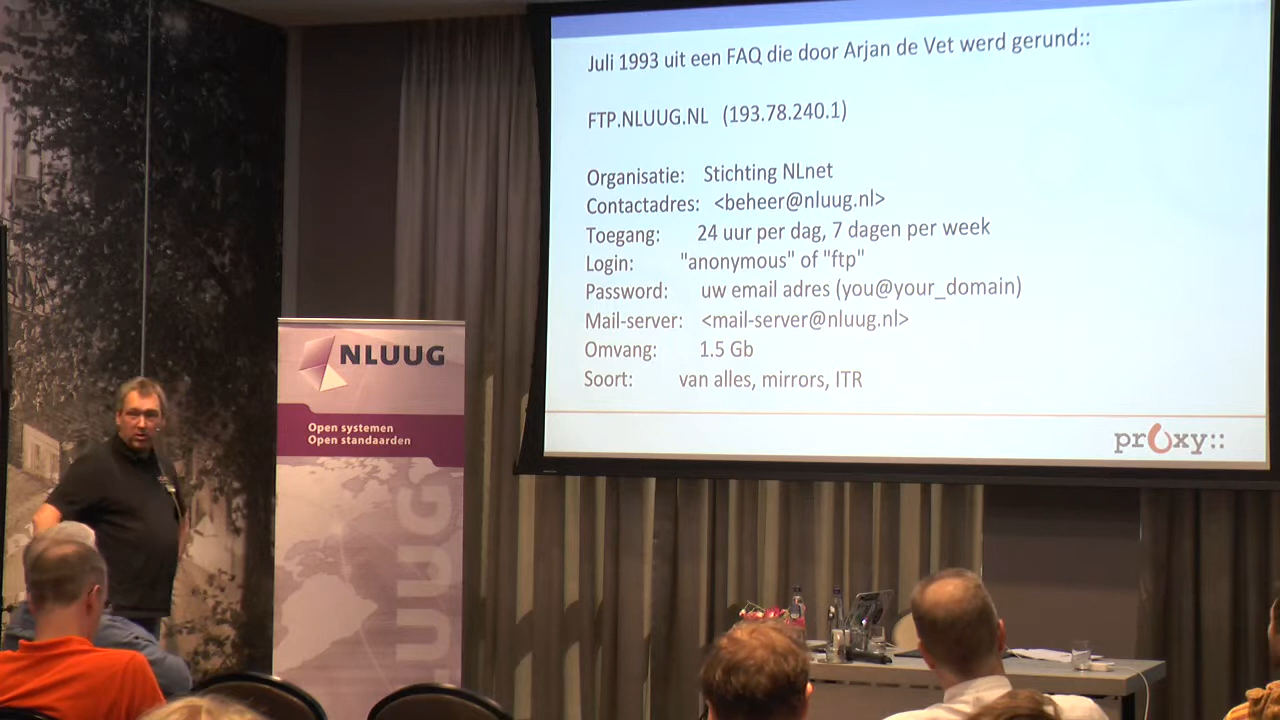 Juli 1993 uit een FAQ die door Arjan de Vet werd gerund::
FTP.NLUUG.NL (193.78.240.1)
Organisatie: Stichting NLnet
Contactadres: <beheer@nluug.nl>
Toegang: 24 uur per dag, 7 dagen per week
Login: "anonymous" of "ftp"
Password: uw email adres (you@your_domain)
Mail-server: <mail-server@nluug.nl>
Omvang: 1.5 Gb
Soort: van alles, mirrors, ITR
proxy::
NLUUG
Open systemen
Open standaarden
UUG